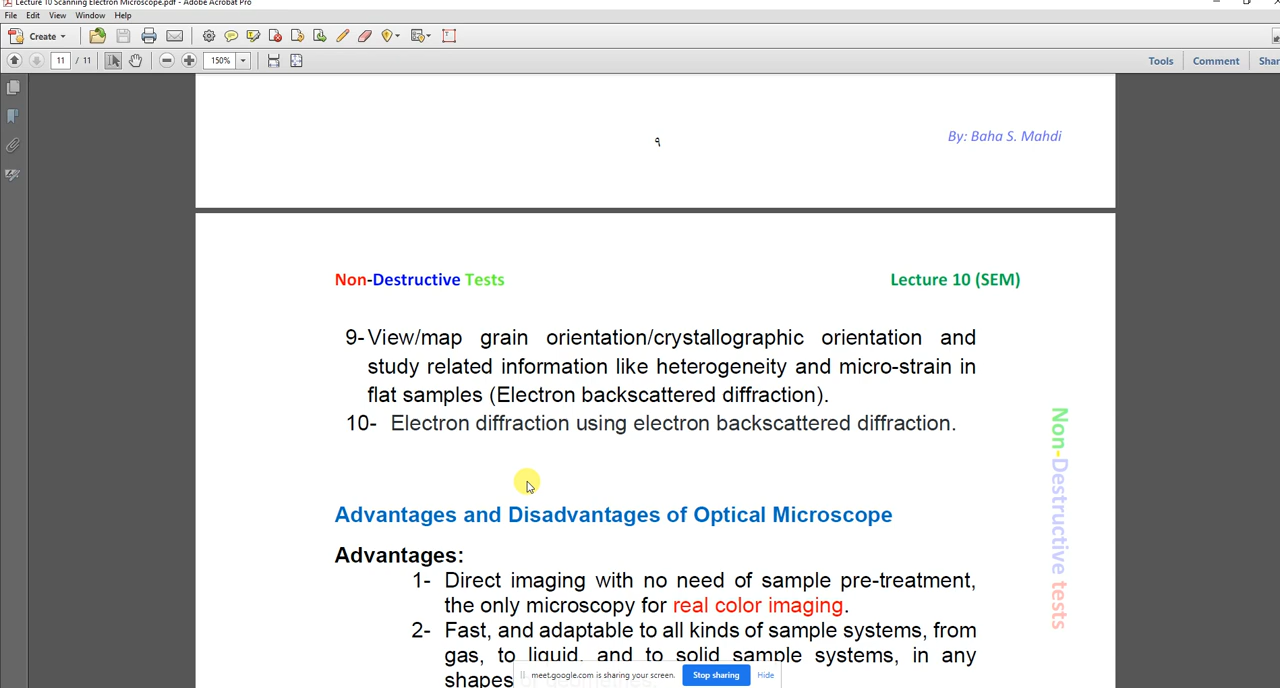 Lecture 10 Scanning Electron Microscope.pdf - Adobe Acrobat Pro
File Edit View Window Help
Create
11 / 11 150% Tools Comment
٩ By: Baha S. Mahdi
Non-Destructive Tests Lecture 10 (SEM)
9- View/map grain orientation/crystallographic orientation and
study related information like heterogeneity and micro-strain in
flat samples (Electron backscattered diffraction).
10- Electron diffraction using electron backscattered diffraction.
Non-Destructive tests
Advantages and Disadvantages of Optical Microscope
Advantages:
1- Direct imaging with no need of sample pre-treatment,
the only microscopy for real color imaging.
2- Fast, and adaptable to all kinds of sample systems, from
gas, to liquid, and to solid sample systems, in any
shapes
meet.google.com is sharing your screen. Stop sharing Hide